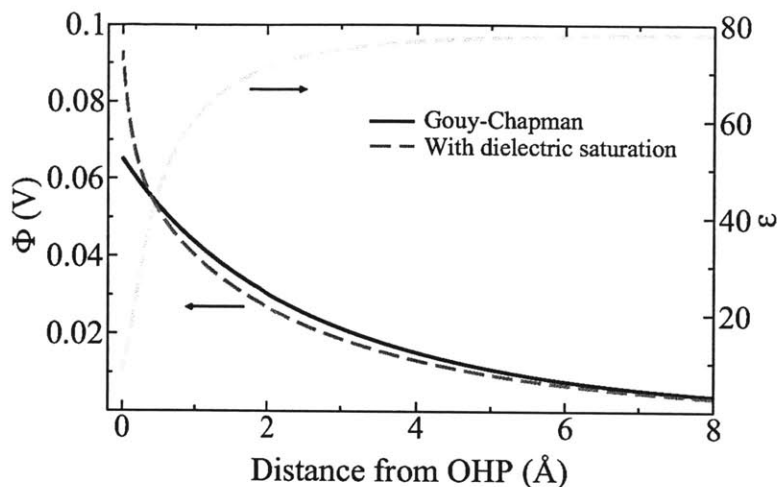 0.1
0.08
0.06
0.04
0.02
Φ (V)
80
60
40
20
ε
Gouy-Chapman
With dielectric saturation
0
2
4
6
8
Distance from OHP (Å)